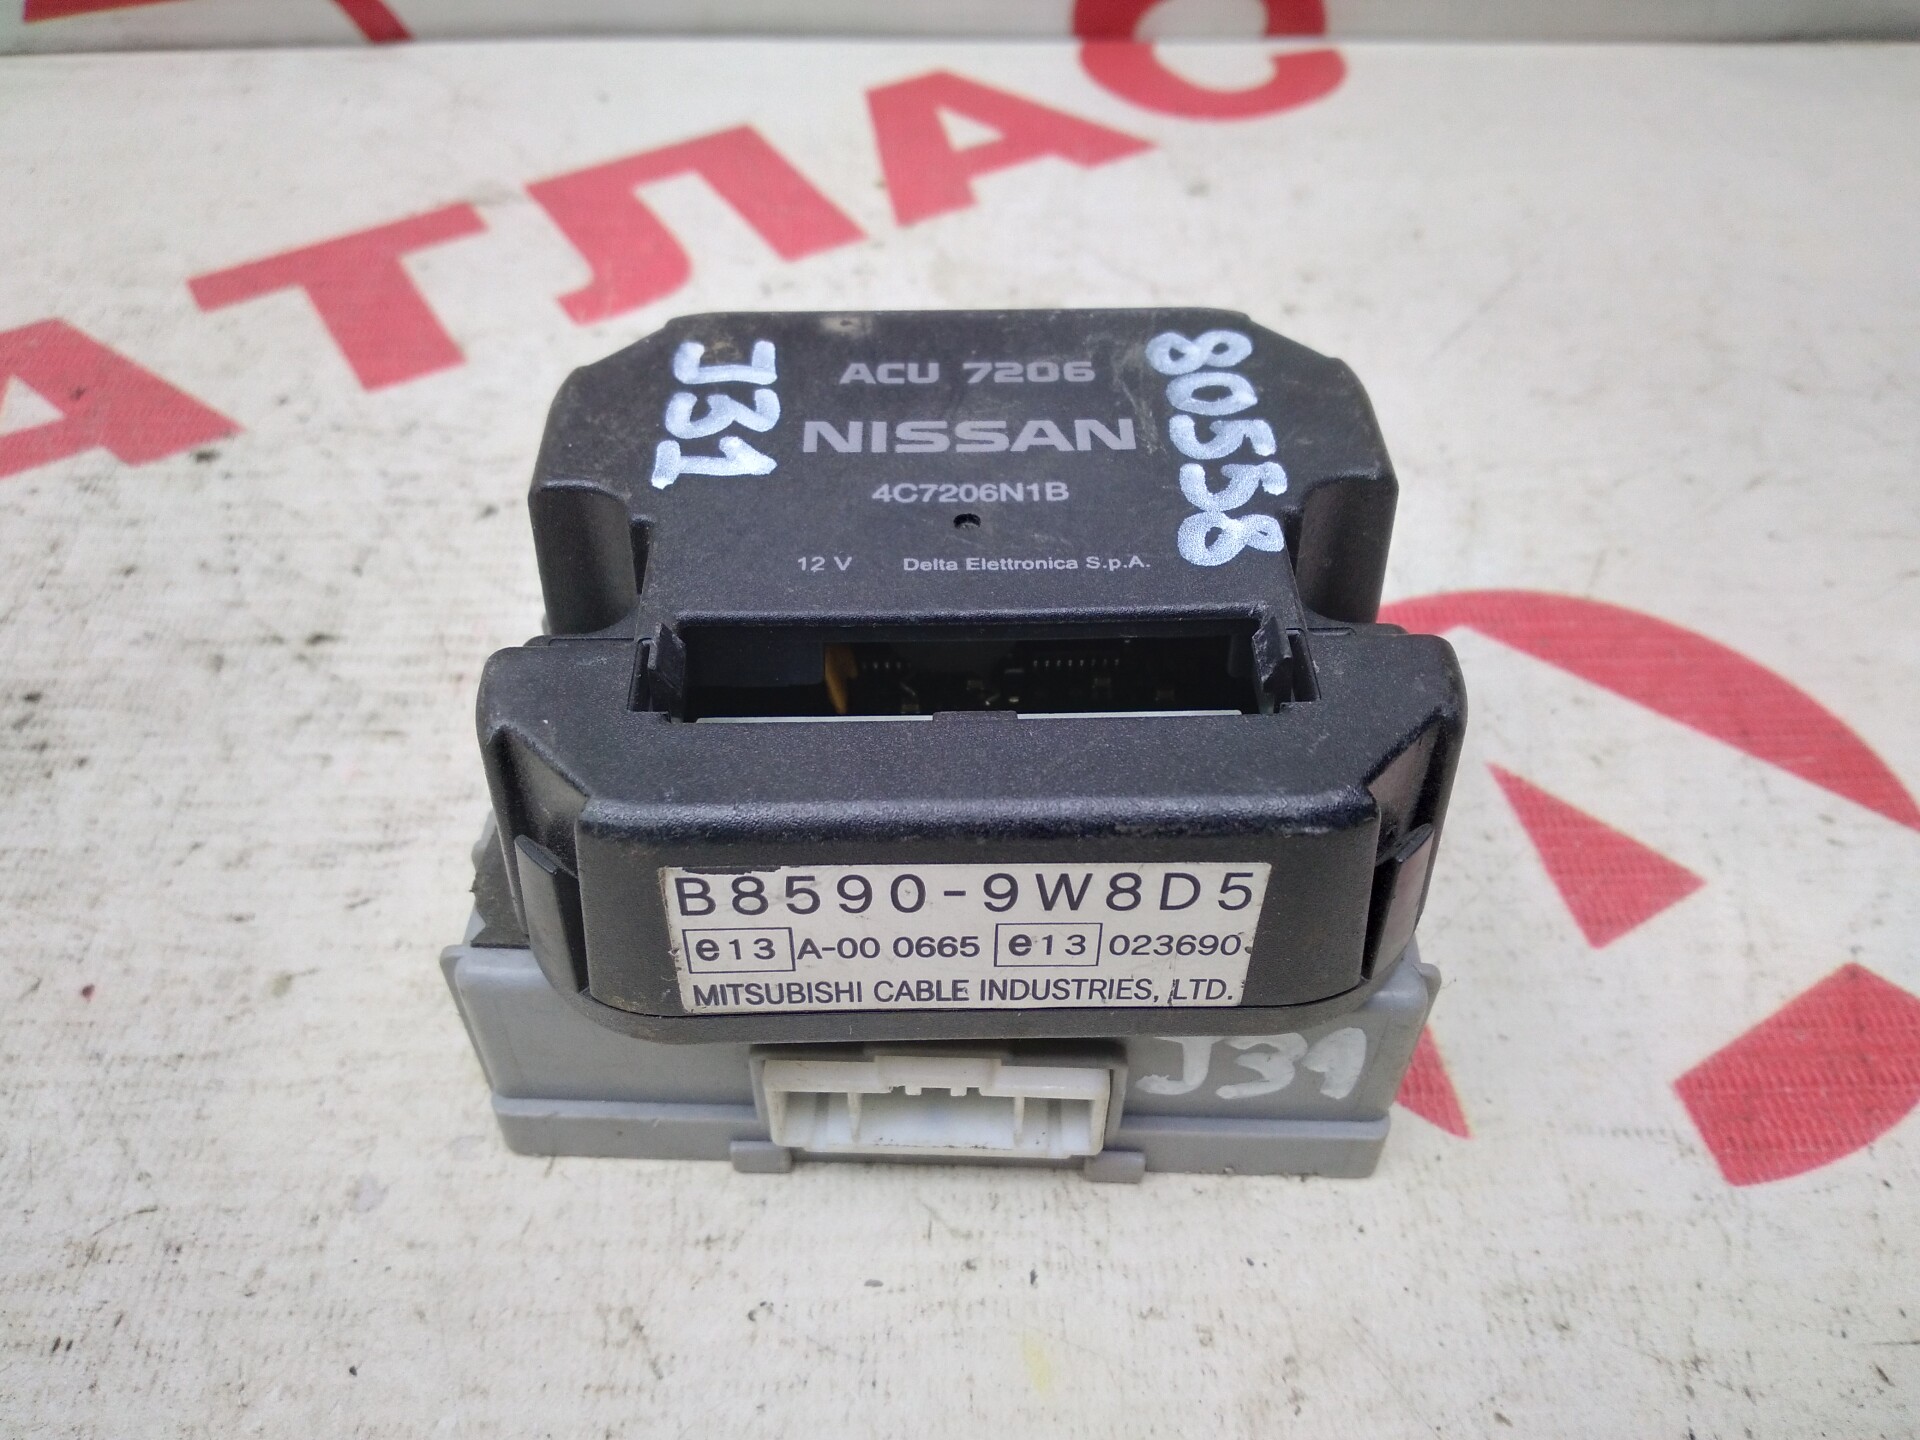 АТЛАС
J31
80558
ACU 7206
NISSAN
4C7206N1B
12 V Delta Elettronica S.p.A.
B8590-9W8D5
e13 A-00 0665 e13 023690
MITSUBISHI CABLE INDUSTRIES, LTD.
J31